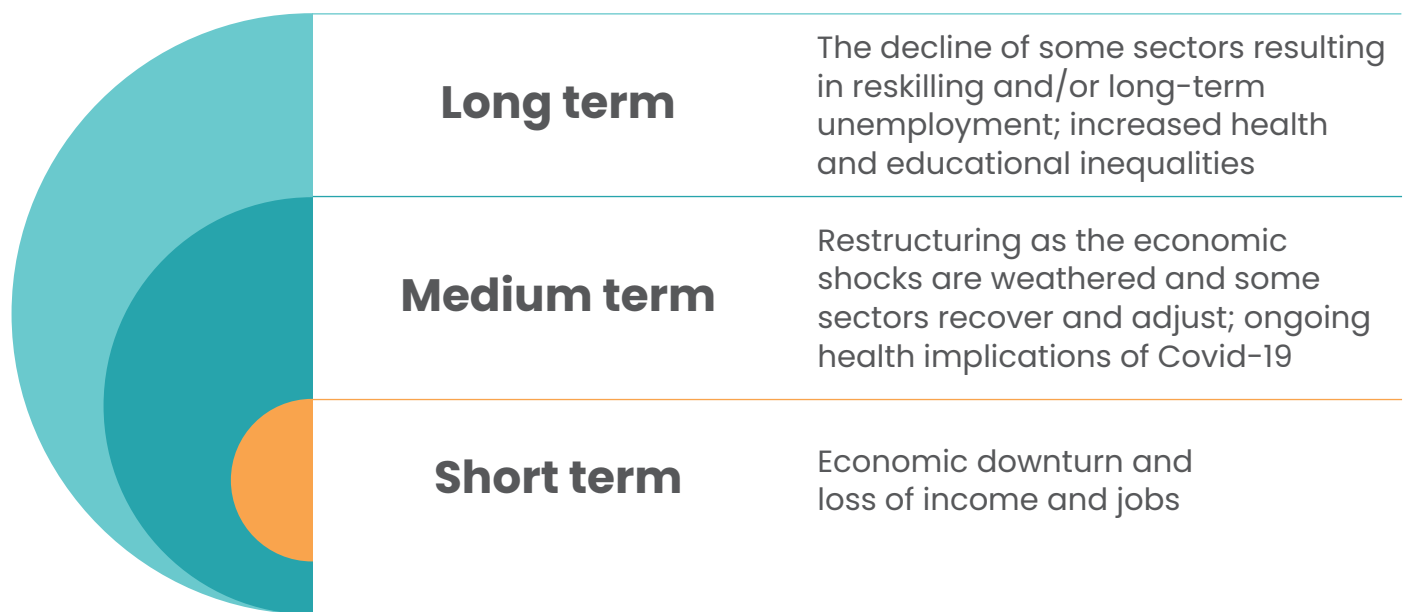 Long term
The decline of some sectors resulting
in reskilling and/or long-term
unemployment; increased health
and educational inequalities
Medium term
Restructuring as the economic
shocks are weathered and some
sectors recover and adjust; ongoing
health implications of Covid-19
Short term
Economic downturn and
loss of income and jobs